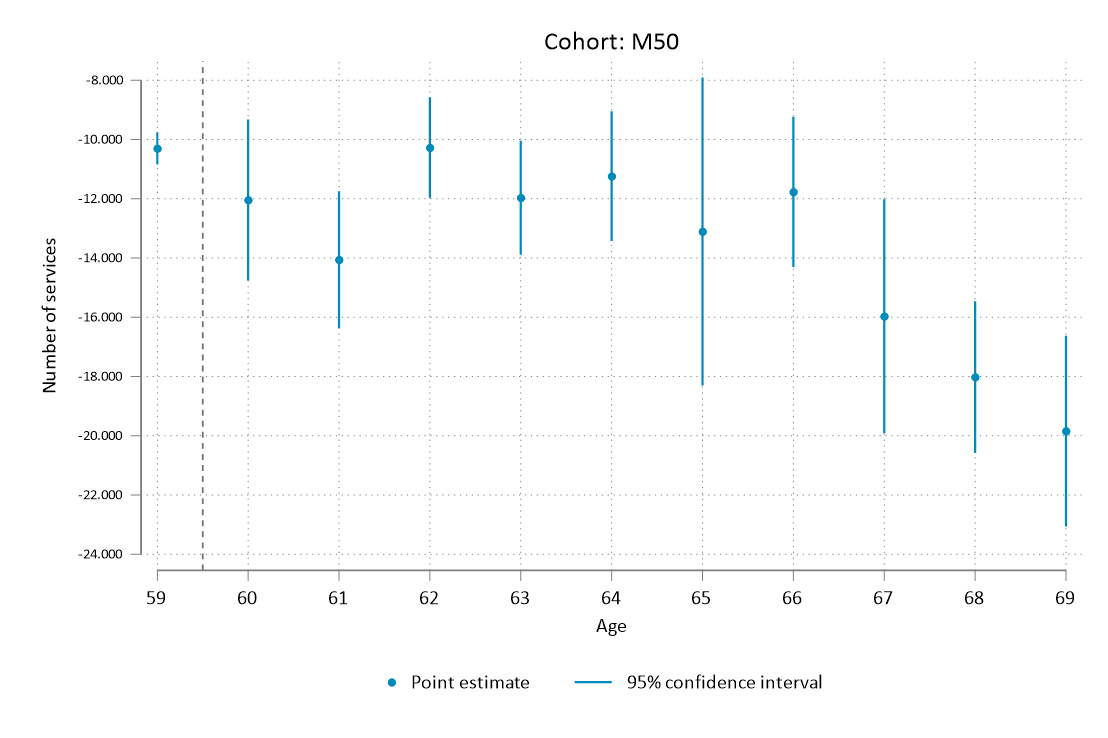 Cohort: M50
Number of services
-8.000
-10.000
-12.000
-14.000
-16.000
-18.000
-20.000
-22.000
-24.000
59 60 61 62 63 64 65 66 67 68 69
Age
Point estimate 95% confidence interval